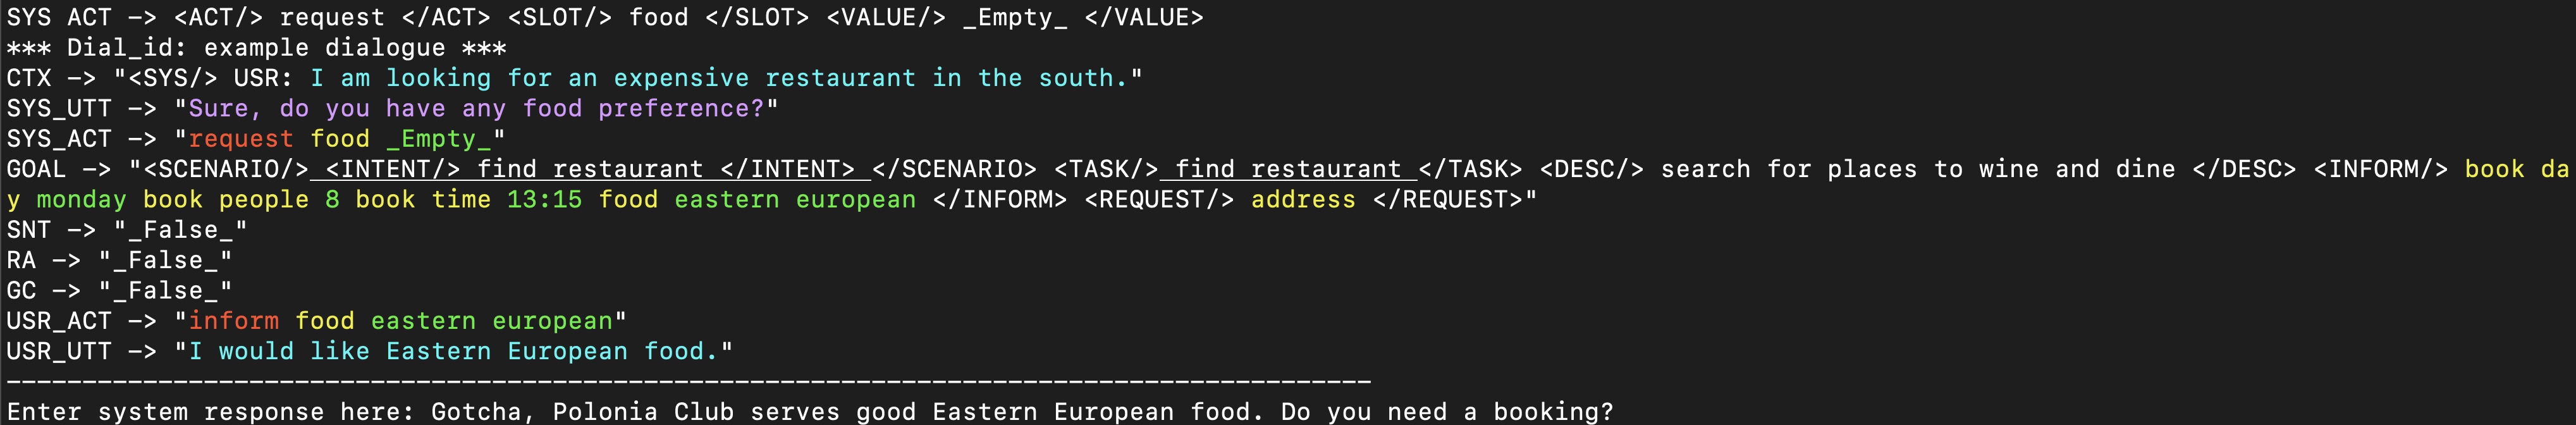 SYS ACT -> <ACT/> request </ACT> <SLOT/> food </SLOT> <VALUE/> _Empty_ </VALUE>
*** Dial_id: example dialogue ***
CTX -> "<SYS/> USR: I am looking for an expensive restaurant in the south."
SYS_UTT -> "Sure, do you have any food preference?"
SYS_ACT -> "request food _Empty_"
GOAL -> "<SCENARIO/> <INTENT/> find restaurant </INTENT> </SCENARIO> <TASK/> find restaurant </TASK> <DESC/> search for places to wine and dine </DESC> <INFORM/> book da
y monday book people 8 book time 13:15 food eastern european </INFORM> <REQUEST/> address </REQUEST>"
SNT -> "_False_"
RA -> "_False_"
GC -> "_False_"
USR_ACT -> "inform food eastern european"
USR_UTT -> "I would like Eastern European food."
------------------------------------------------------------------------------------------
Enter system response here: Gotcha, Polonia Club serves good Eastern European food. Do you need a booking?